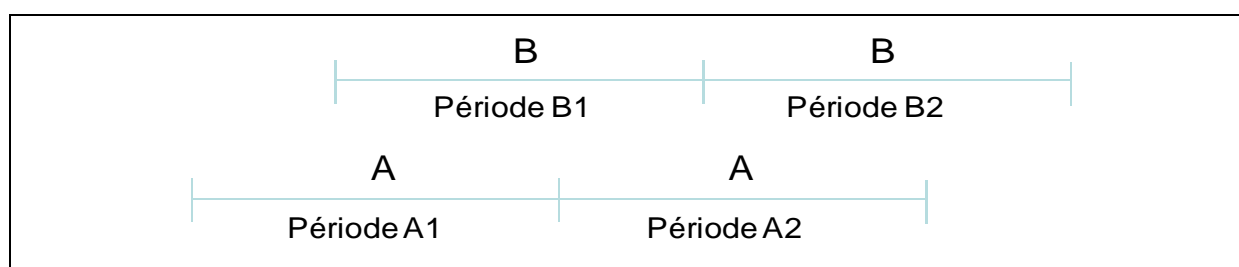 B B
Période B1 Période B2
A A
Période A1 Période A2